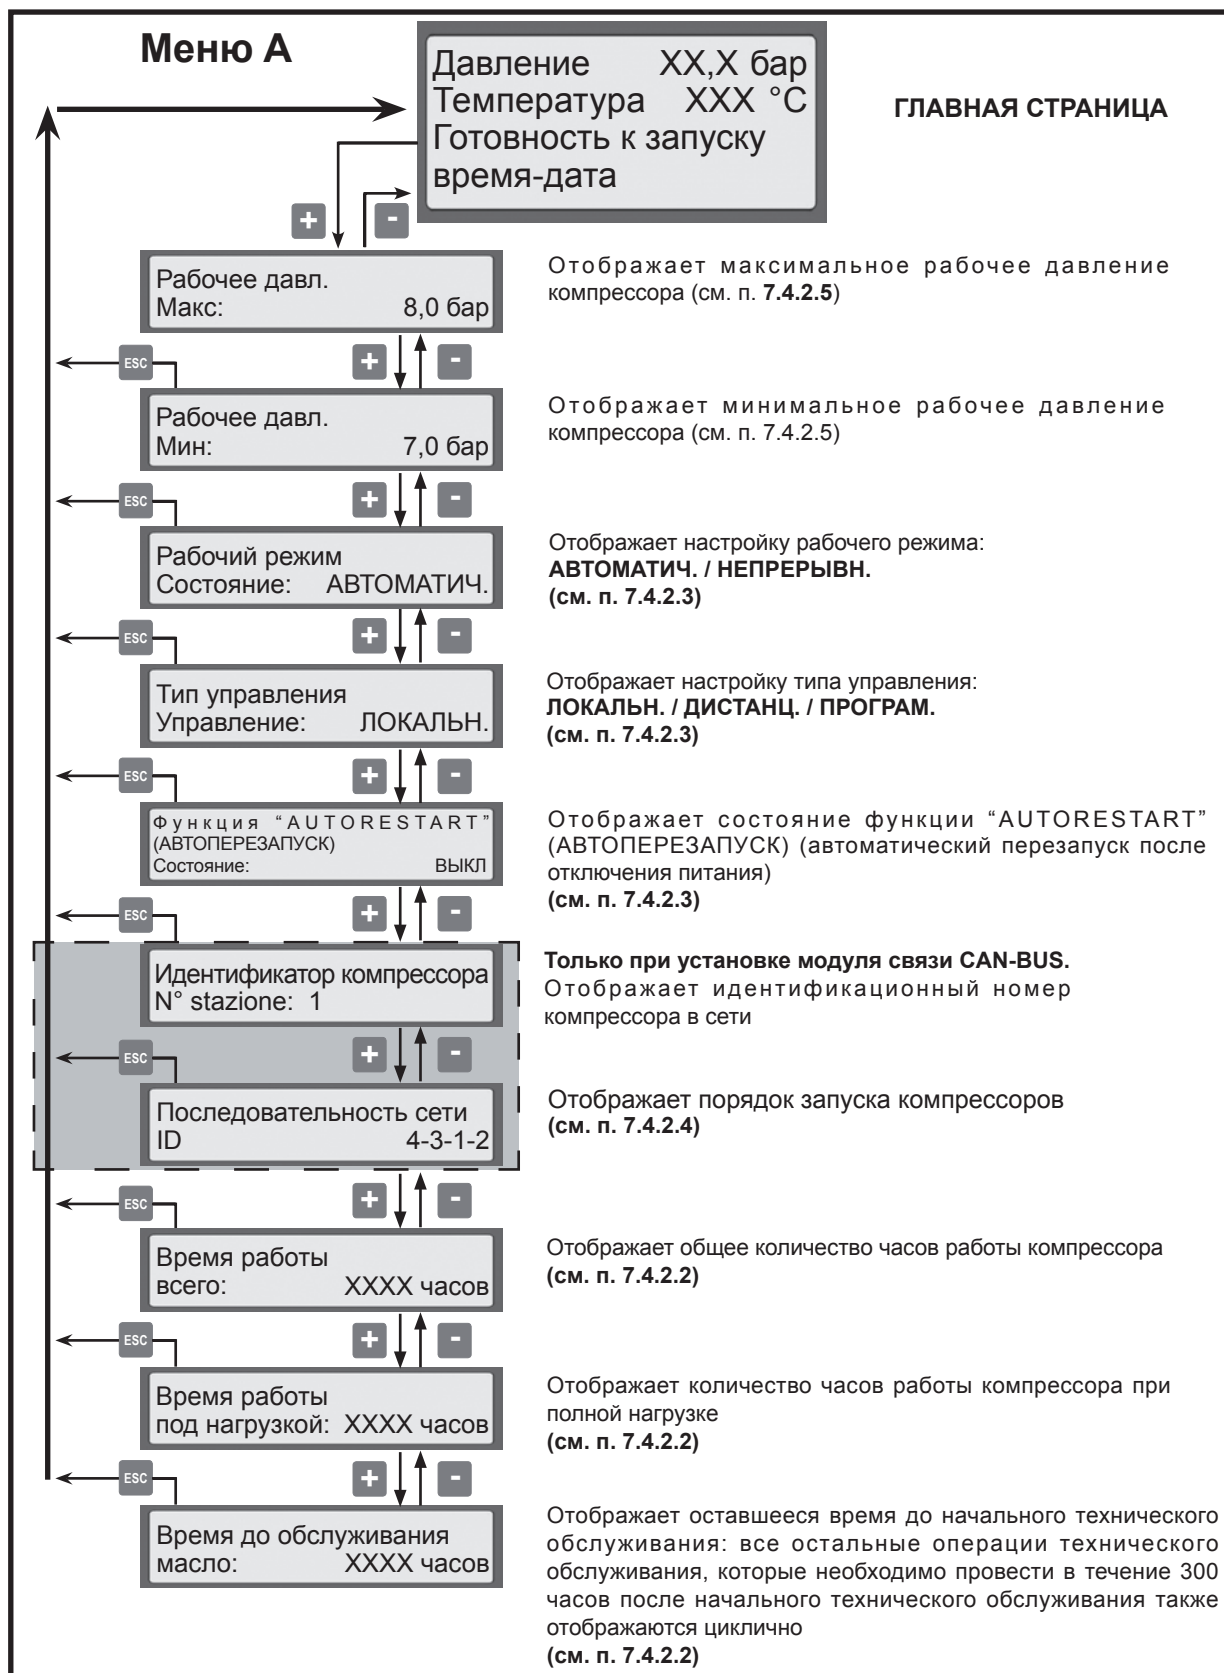 Меню А
Давление XX,X бар
Температура XXX °C
Готовность к запуску
время-дата
ГЛАВНАЯ СТРАНИЦА
+ -
Рабочее давл.
Макс: 8,0 бар
Отображает максимальное рабочее давление
компрессора (см. п. 7.4.2.5)
ESC + -
Рабочее давл.
Мин: 7,0 бар
Отображает минимальное рабочее давление
компрессора (см. п. 7.4.2.5)
ESC + -
Рабочий режим
Состояние: АВТОМАТИЧ.
Отображает настройку рабочего режима:
АВТОМАТИЧ. / НЕПРЕРЫВН.
(см. п. 7.4.2.3)
ESC + -
Тип управления
Управление: ЛОКАЛЬН.
Отображает настройку типа управления:
ЛОКАЛЬН. / ДИСТАНЦ. / ПРОГРАМ.
(см. п. 7.4.2.3)
ESC + -
Функция “AUTORESTART”
(АВТОПЕРЕЗАПУСК)
Состояние: ВЫКЛ
Отображает состояние функции “AUTORESTART”
(АВТОПЕРЕЗАПУСК) (автоматический перезапуск после
отключения питания)
(см. п. 7.4.2.3)
ESC + -
Идентификатор компрессора
N° stazione: 1
Только при установке модуля связи CAN-BUS.
Отображает идентификационный номер
компрессора в сети
ESC + -
Последовательность сети
ID 4-3-1-2
Отображает порядок запуска компрессоров
(см. п. 7.4.2.4)
ESC + -
Время работы
всего: XXXX часов
Отображает общее количество часов работы компрессора
(см. п. 7.4.2.2)
ESC + -
Время работы
под нагрузкой: XXXX часов
Отображает количество часов работы компрессора при
полной нагрузке
(см. п. 7.4.2.2)
ESC + -
Время до обслуживания
масло: XXXX часов
Отображает оставшееся время до начального технического
обслуживания: все остальные операции технического
обслуживания, которые необходимо провести в течение 300
часов после начального технического обслуживания также
отображаются циклично
(см. п. 7.4.2.2)